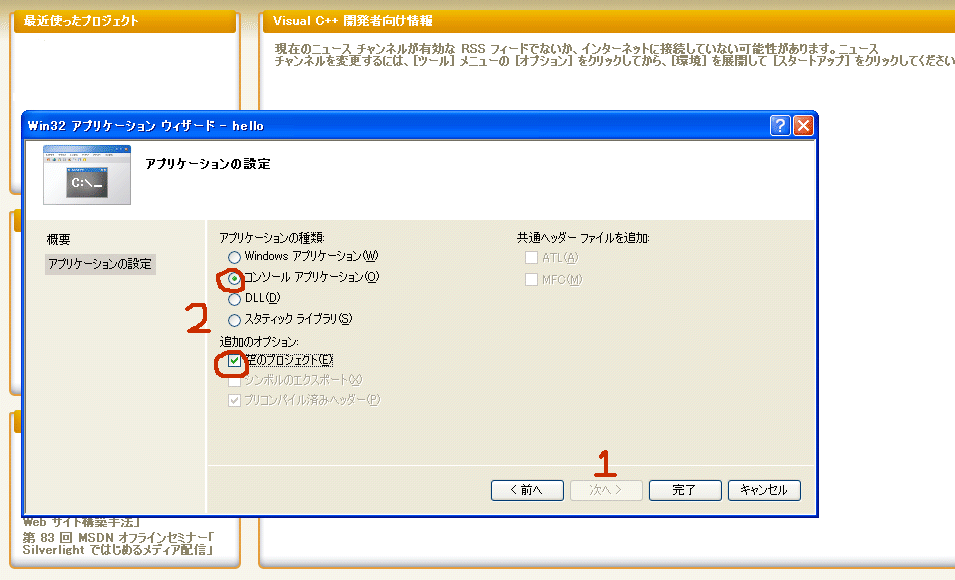 最近使ったプロジェクト
Visual C++ 開発者向け情報
現在のニュース チャンネルが有効な RSS フィードでないか、インターネットに接続していない可能性があります。ニュース
チャンネルを変更するには、[ツール] メニューの [オプション] をクリックしてから、[環境] を展開して [スタートアップ] をクリックしてください
Win32 アプリケーション ウィザード - hello
C:\_
アプリケーションの設定
概要
アプリケーションの設定
アプリケーションの種類:
Windows アプリケーション(W)
コンソール アプリケーション(O)
DLL(D)
スタティック ライブラリ(S)
2
追加のオプション:
空のプロジェクト(E)
シンボルのエクスポート(X)
プリコンパイル済みヘッダー(P)
共通ヘッダー ファイルを追加:
ATL(A)
MFC(M)
1
< 前へ
次へ >
完了
キャンセル
Web サイト構築手法」
第 83 回 MSDN オフラインセミナー「
Silverlight ではじめるメディア配信」